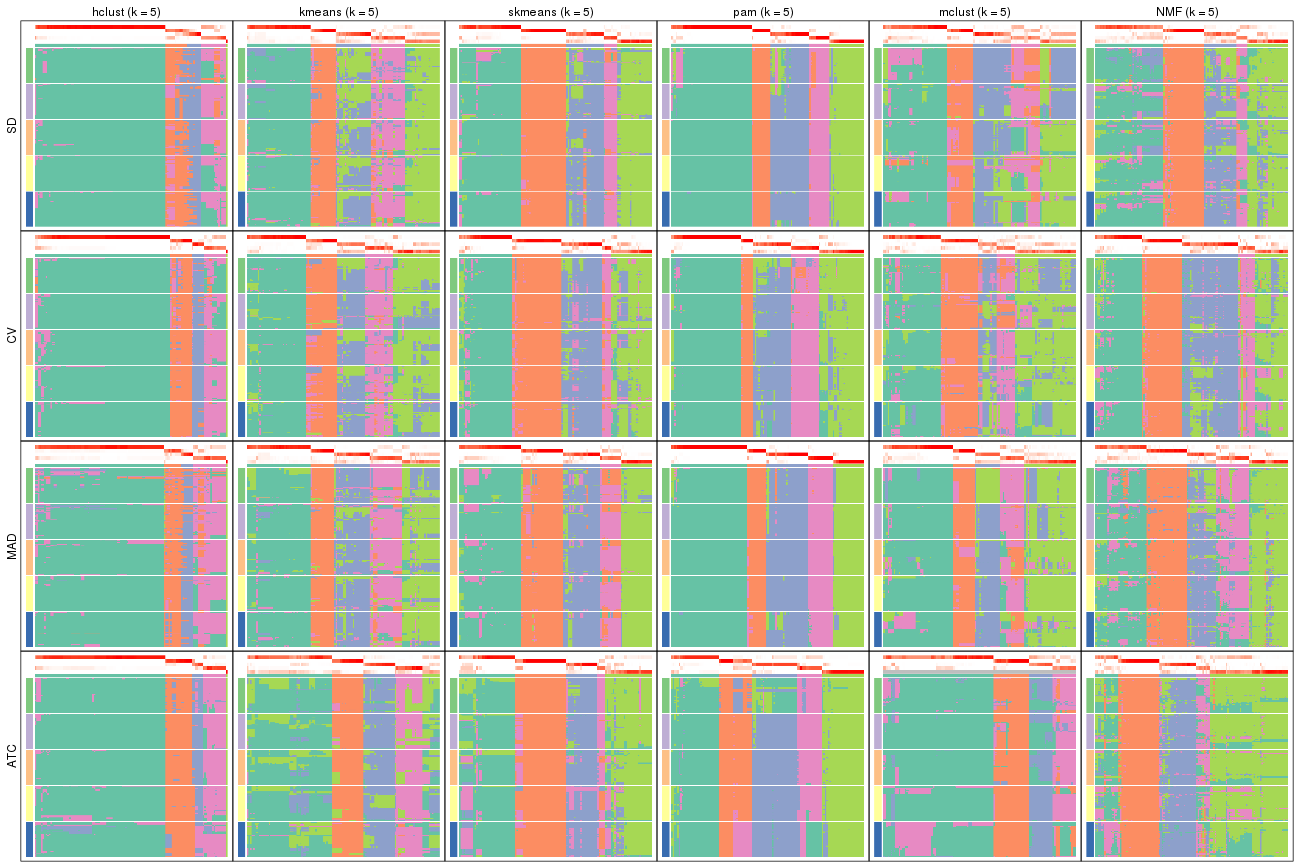 hclust (k = 5) kmeans (k = 5) skmeans (k = 5) pam (k = 5) mclust (k = 5) NMF (k = 5)
SD
CV
MAD
ATC